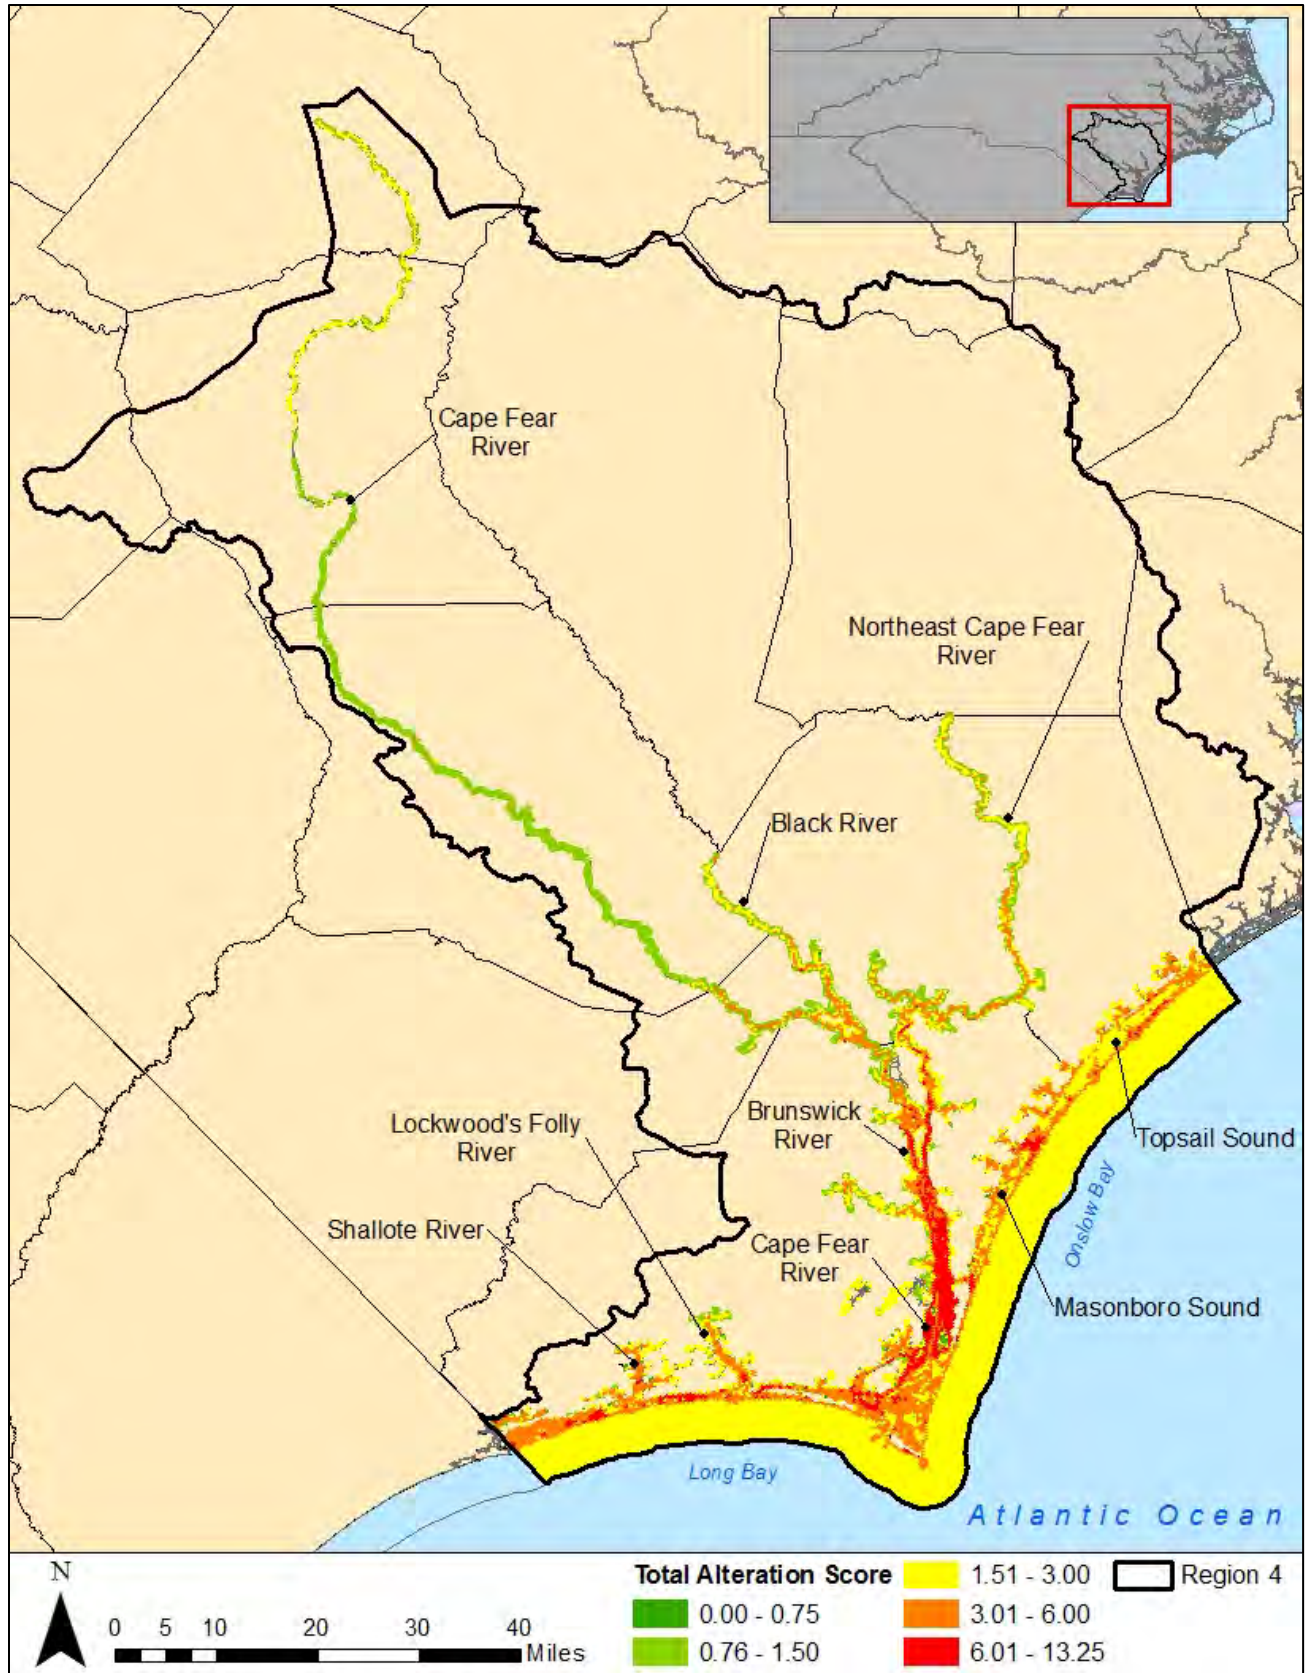 Cape Fear
River
Northeast Cape Fear
River
Black River
Lockwood's Folly
River
Brunswick
River
Topsail Sound
Onslow Bay
Shallote River
Cape Fear
River
Masonboro Sound
Long Bay
Atlantic Ocean
N
0 5 10 20 30 40
Miles
Total Alteration Score
0.00 - 0.75
0.76 - 1.50
1.51 - 3.00
3.01 - 6.00
6.01 - 13.25
Region 4